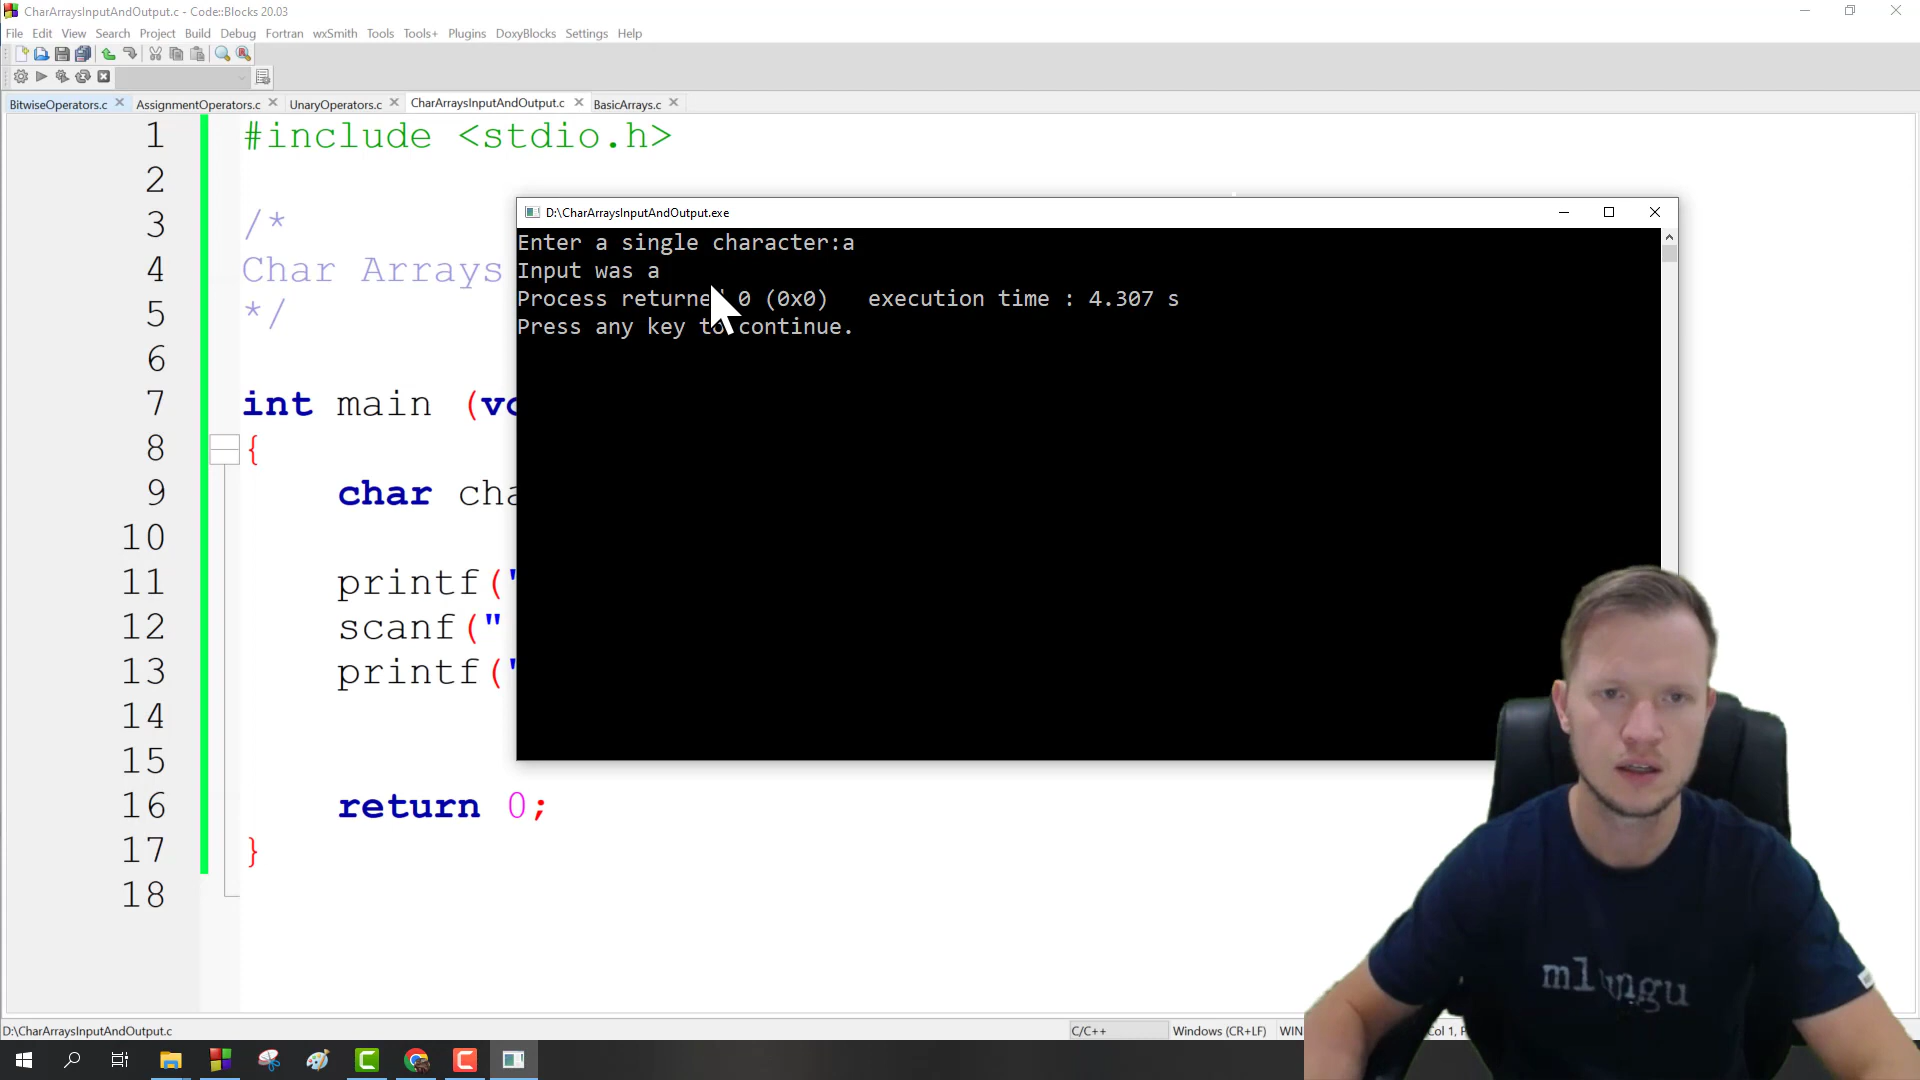 CharArraysInputAndOutput.c - Code::Blocks 20.03
File Edit View Search Project Build Debug Fortran wxSmith Tools Tools+ Plugins DoxyBlocks Settings Help
BitwiseOperators.c AssignmentOperators.c UnaryOperators.c CharArraysInputAndOutput.c BasicArrays.c
1 #include <stdio.h>
2
3 /*
4 Char Arrays
5 */
6
7 int main (vo
8 {
9 char cha
10
11 printf("
12 scanf("
13 printf("
14
15
16 return 0;
17 }
18
D:\CharArraysInputAndOutput.exe
Enter a single character:a
Input was a
Process returned 0 (0x0) execution time : 4.307 s
Press any key to continue.
mlungu
D:\CharArraysInputAndOutput.c C/C++ Windows (CR+LF) WIN Col 1, P